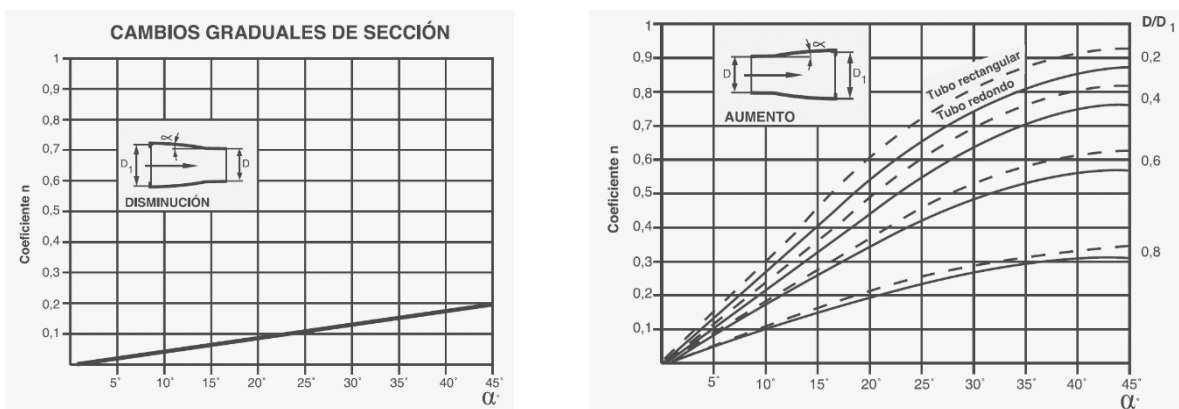 CAMBIOS GRADUALES DE SECCIÓN
Coeficiente n
1
0,9
0,8
0,7
0,6
0,5
0,4
0,3
0,2
0,1
α
D₁
D
DISMINUCIÓN
5°
10°
15°
20°
25°
30°
35°
40°
45°
α°
D/D₁
Coeficiente n
1
0,9
0,8
0,7
0,6
0,5
0,4
0,3
0,2
0,1
α
D
D₁
AUMENTO
Tubo rectangular
Tubo redondo
0,2
0,4
0,6
0,8
5°
10°
15°
20°
25°
30°
35°
40°
45°
α°